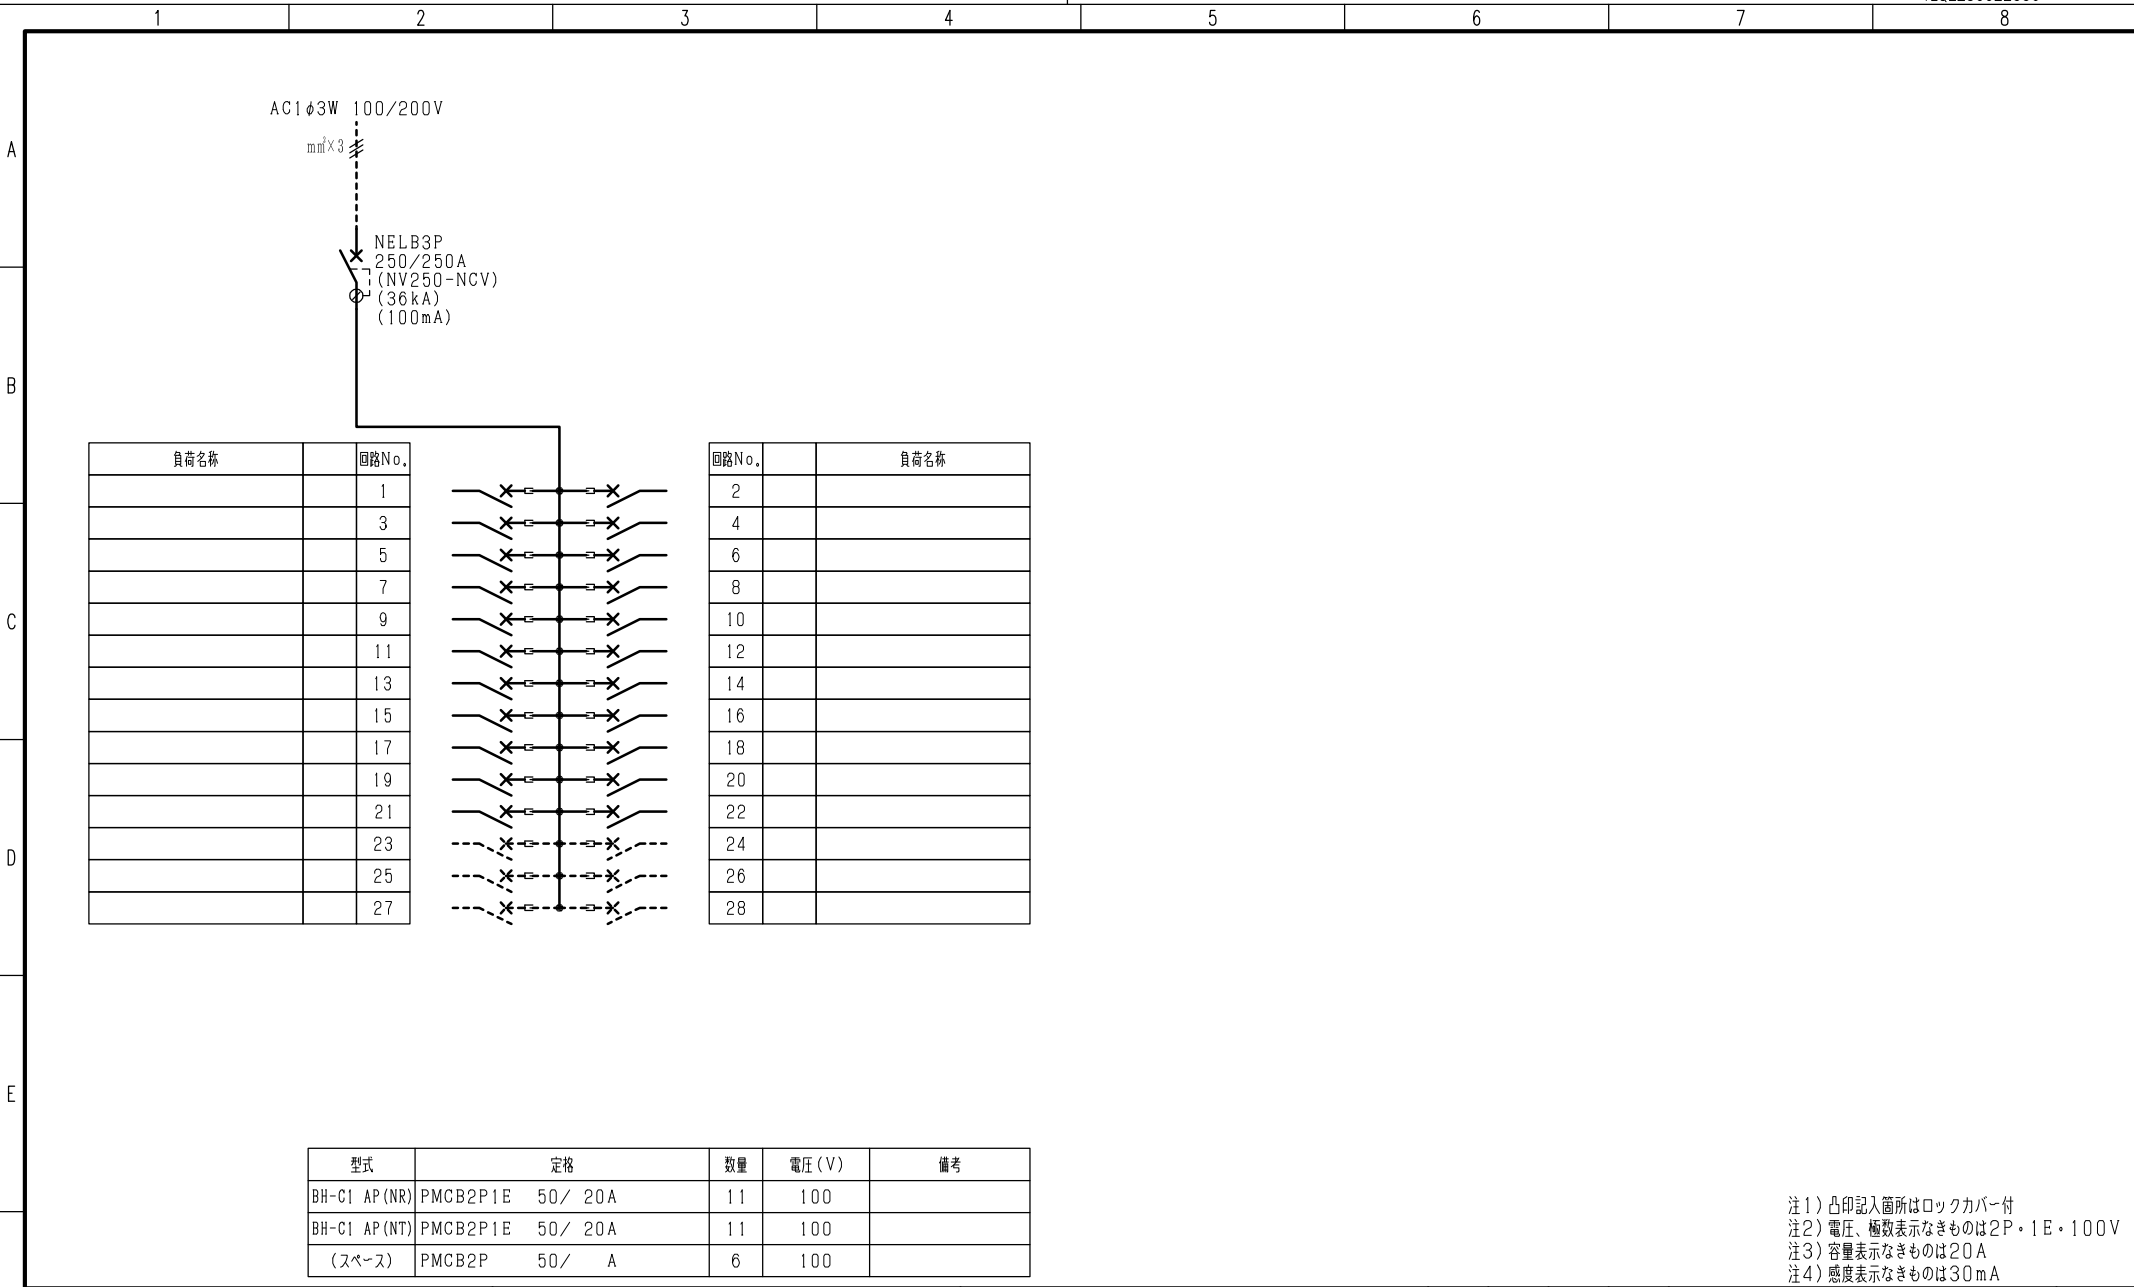 1 2 3 4 5 6 7 8
A
B
C
D
E
AC1φ3W 100/200V
mm²×3
NELB3P
250/250A
(NV250-NCV)
(36kA)
(100mA)
負荷名称 回路No. 回路No. 負荷名称
1 2
3 4
5 6
7 8
9 10
11 12
13 14
15 16
17 18
19 20
21 22
23 24
25 26
27 28
型式 定格 数量 電圧(V) 備考
BH-C1 AP(NR) PMCB2P1E 50/ 20A 11 100
BH-C1 AP(NT) PMCB2P1E 50/ 20A 11 100
(スペース) PMCB2P 50/ A 6 100
注1)凸印記入箇所はロックカバー付
注2)電圧、極数表示なきものは2P・1E・100V
注3)容量表示なきものは20A
注4)感度表示なきものは30mA